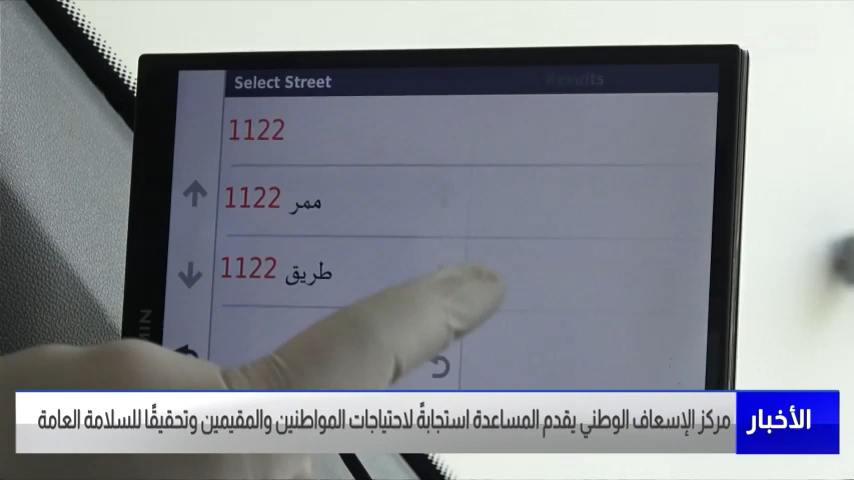 Select Street
Results
1122
ممر 1122
طريق 1122
الأخبار
مركز الإسعاف الوطني يقدم المساعدة استجابةً لاحتياجات المواطنين والمقيمين وتحقيقًا للسلامة العامة